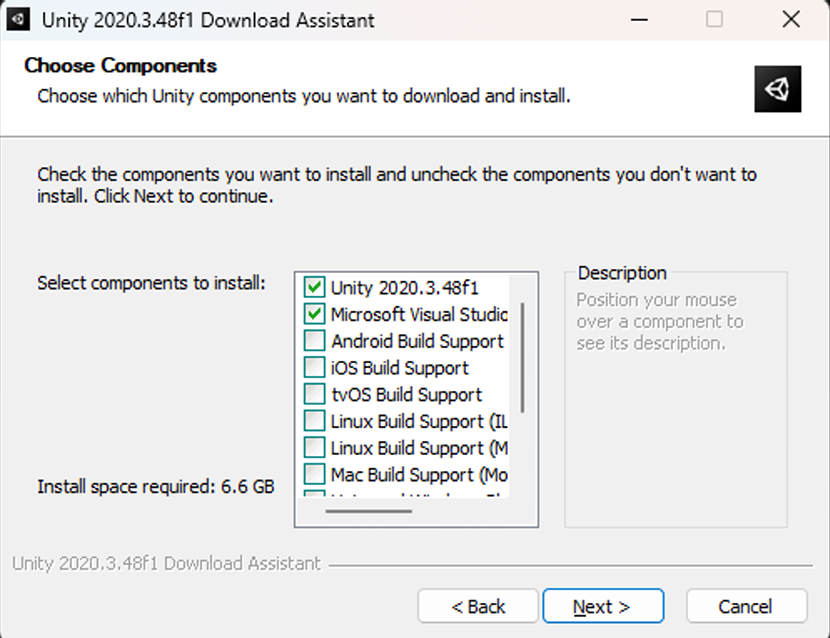 Unity 2020.3.48f1 Download Assistant
Choose Components
Choose which Unity components you want to download and install.
Check the components you want to install and uncheck the components you don't want to
install. Click Next to continue.
Select components to install:
Unity 2020.3.48f1
Microsoft Visual Studio
Android Build Support
iOS Build Support
tvOS Build Support
Linux Build Support (IL
Linux Build Support (M
Mac Build Support (Mo
Description
Position your mouse
over a component to
see its description.
Install space required: 6.6 GB
Unity 2020.3.48f1 Download Assistant
< Back
Next >
Cancel